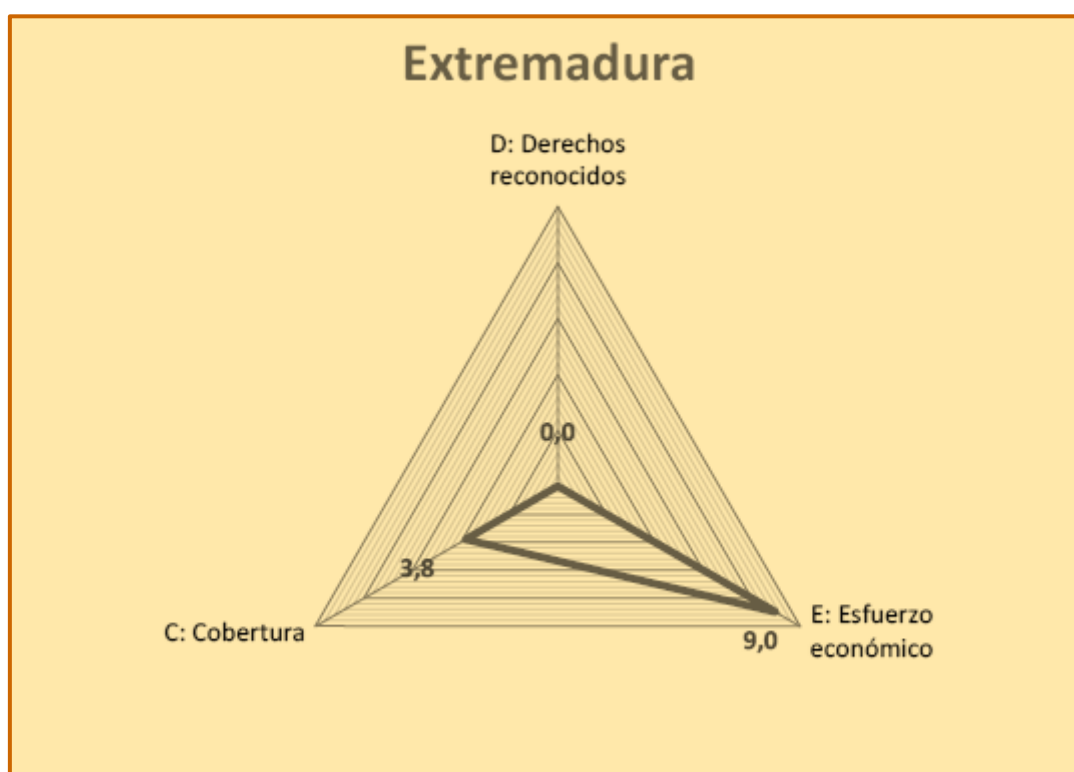 Extremadura
D: Derechos
reconocidos
0,0
3,8
C: Cobertura
E: Esfuerzo
económico
9,0